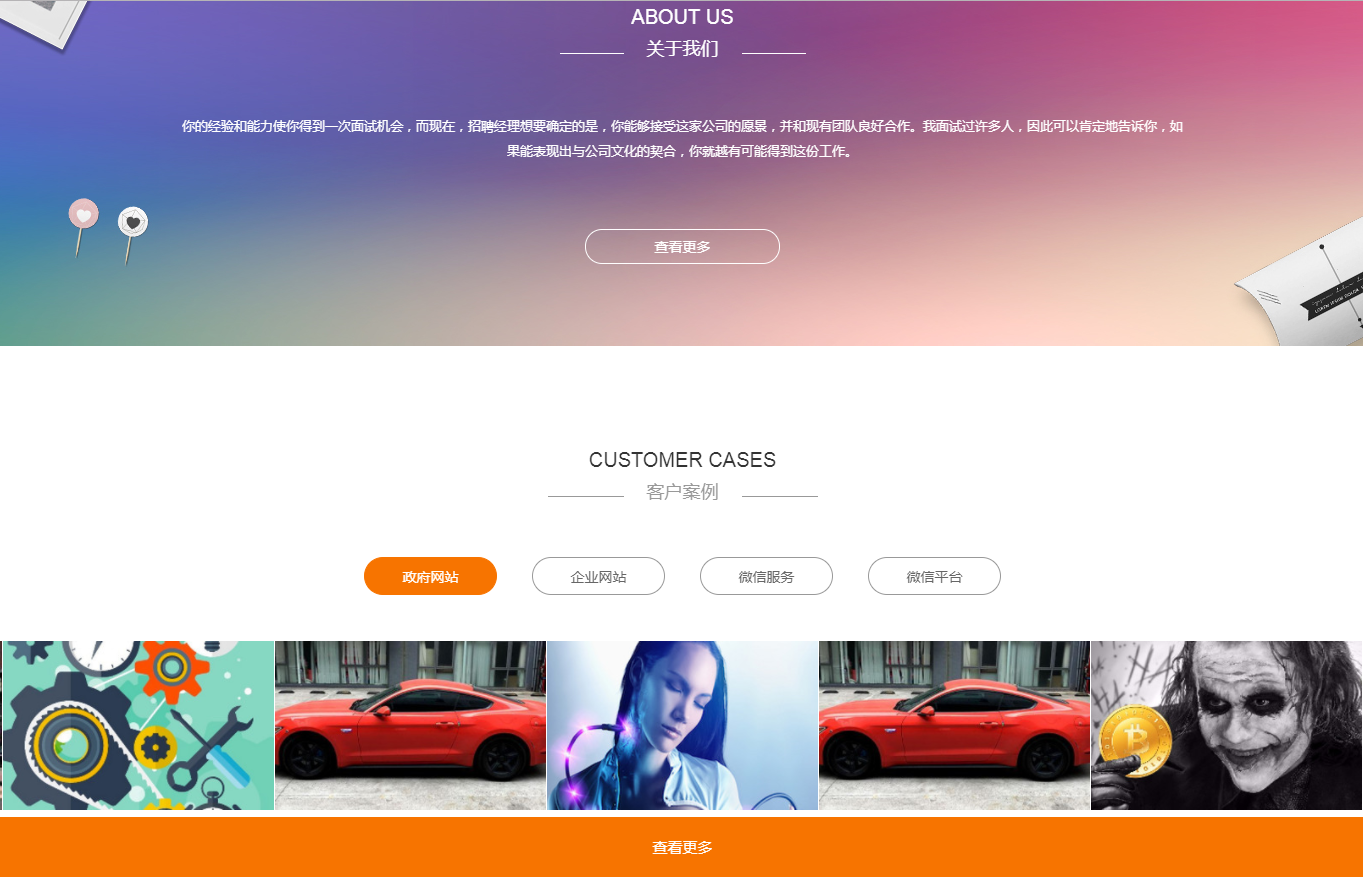 ABOUT US
关于我们
你的经验和能力使你得到一次面试机会，而现在，招聘经理想要确定的是，你能够接受这家公司的愿景，并和现有团队良好合作。我面试过许多人，因此可以肯定地告诉你，如
果能表现出与公司文化的契合，你就越有可能得到这份工作。
查看更多
CUSTOMER CASES
客户案例
政府网站
企业网站
微信服务
微信平台
查看更多